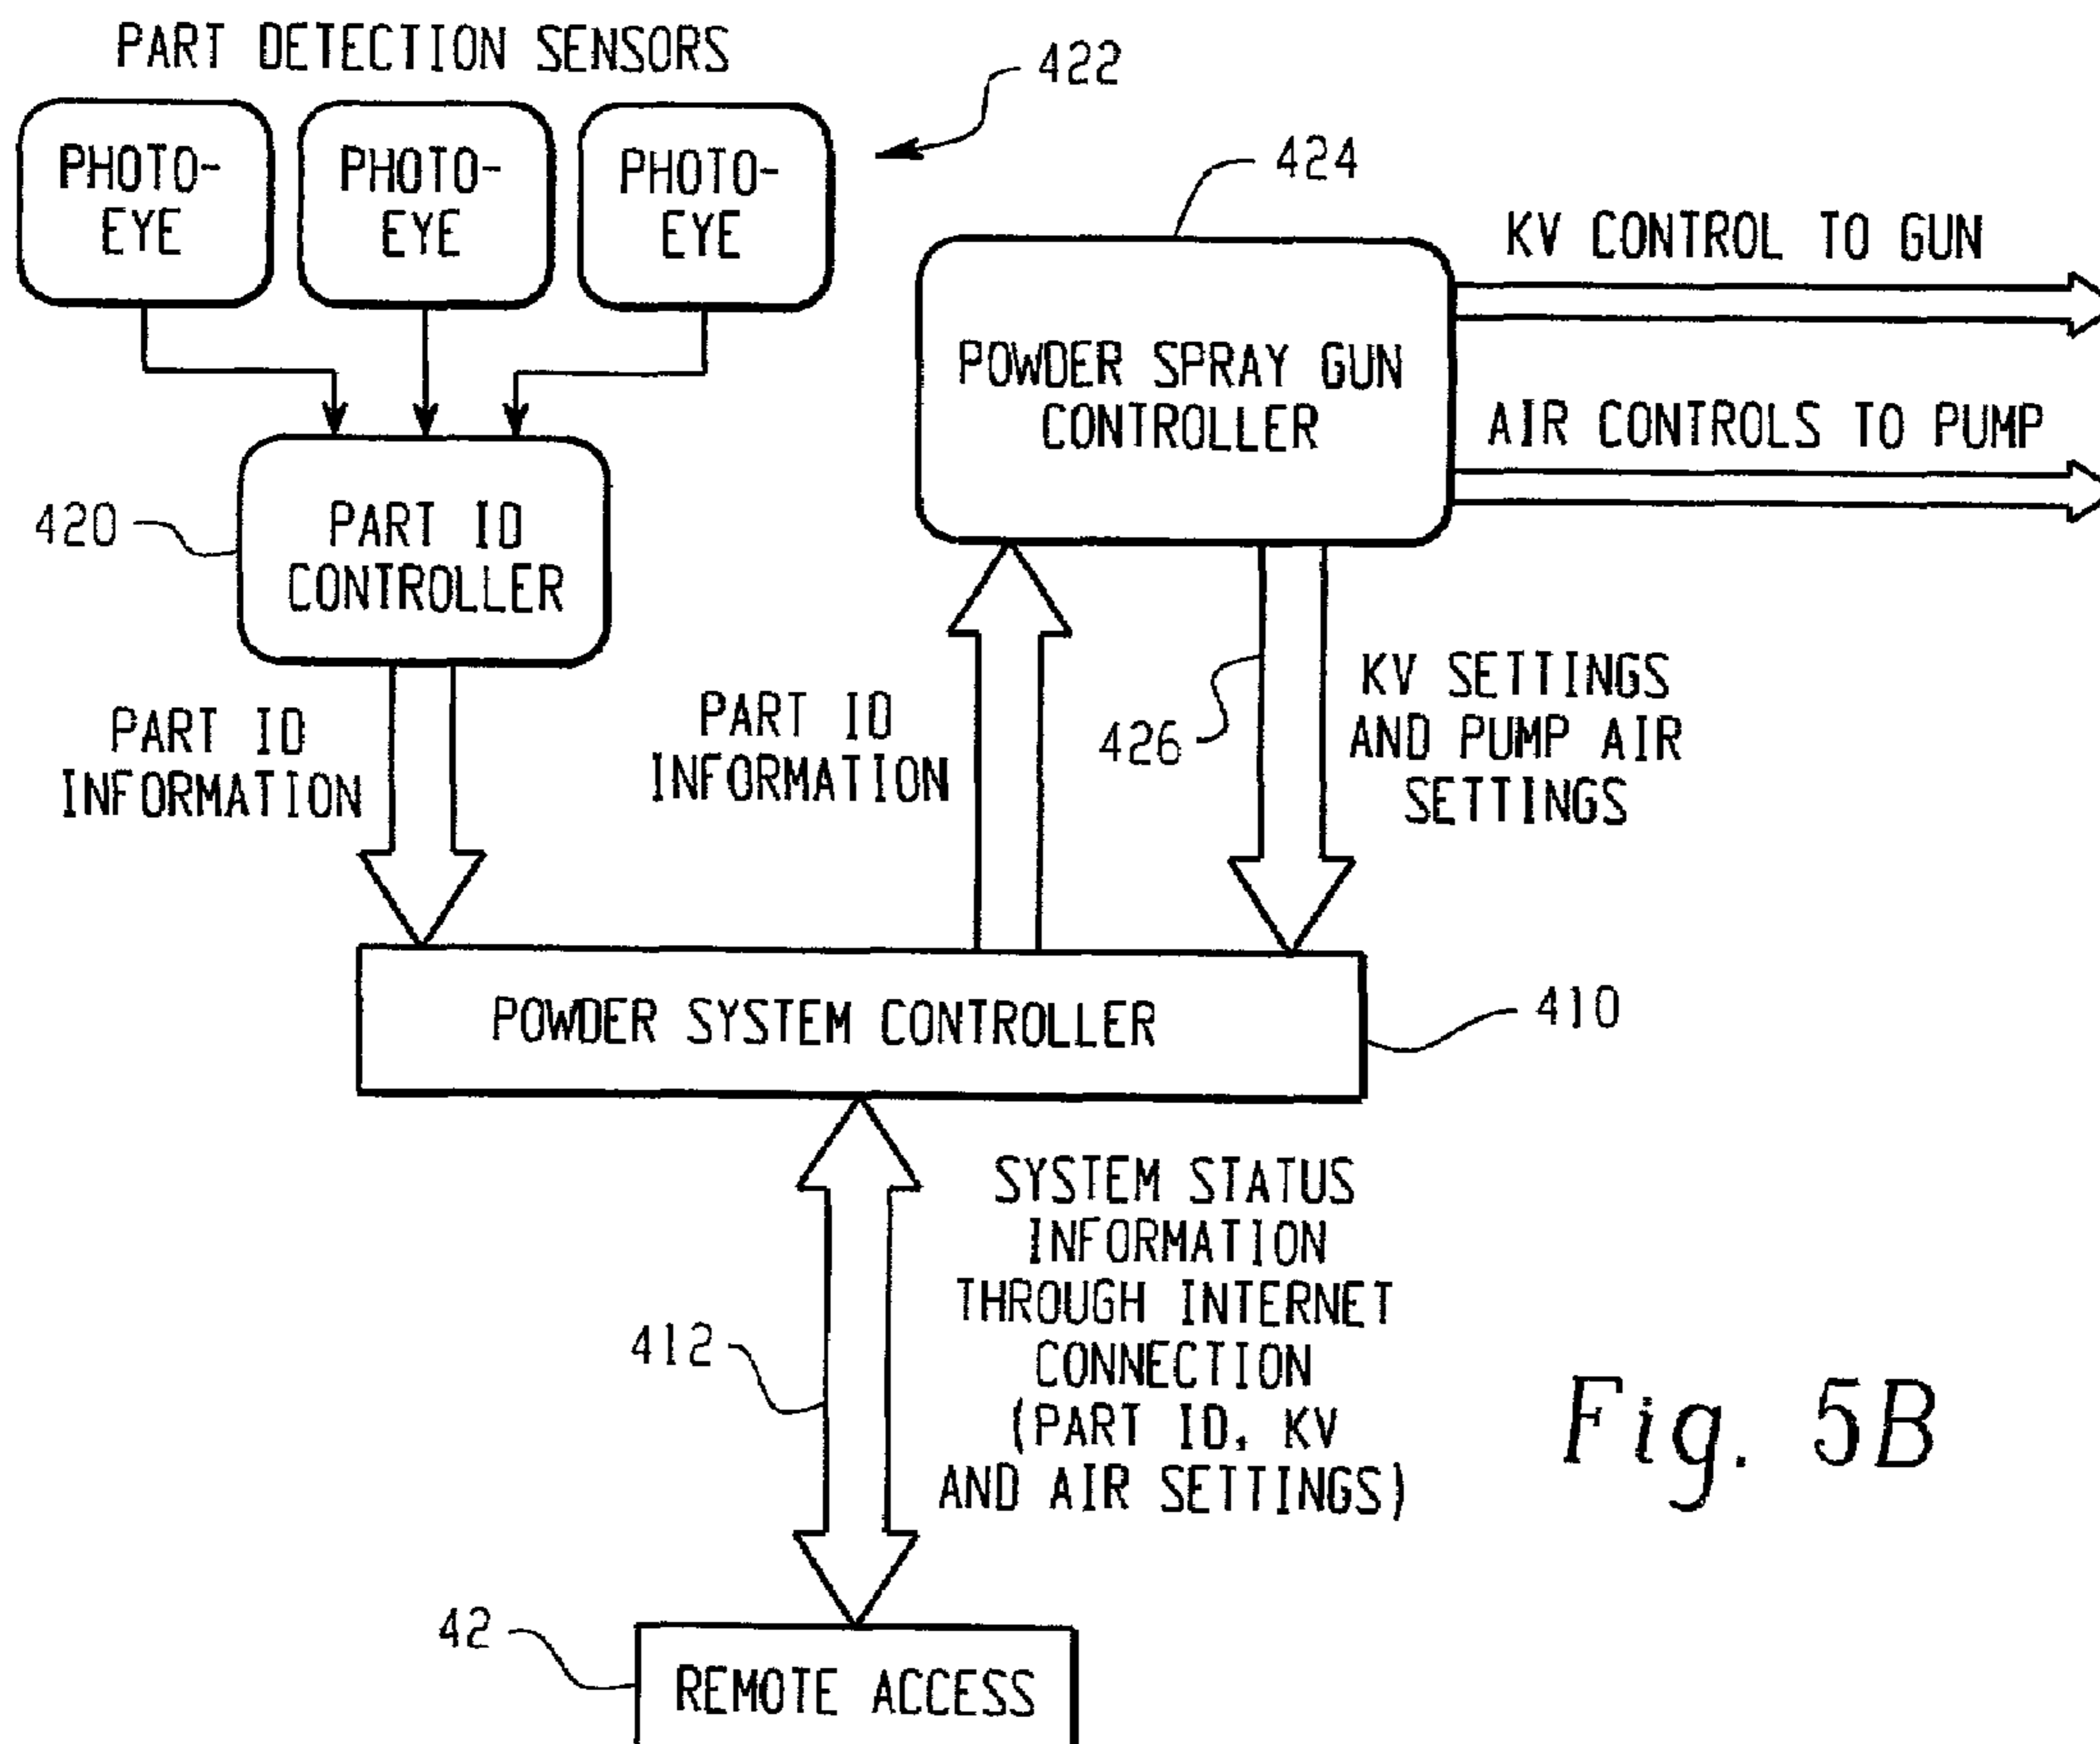 PART DETECTION SENSORS
422
PHOTO-
EYE
PHOTO-
EYE
PHOTO-
EYE
424
KV CONTROL TO GUN
POWDER SPRAY GUN
CONTROLLER
AIR CONTROLS TO PUMP
420
PART ID
CONTROLLER
PART ID
INFORMATION
PART ID
INFORMATION
426
KV SETTINGS
AND PUMP AIR
SETTINGS
POWDER SYSTEM CONTROLLER
410
SYSTEM STATUS
INFORMATION
THROUGH INTERNET
CONNECTION
(PART ID, KV
AND AIR SETTINGS)
412
Fig. 5B
42
REMOTE ACCESS